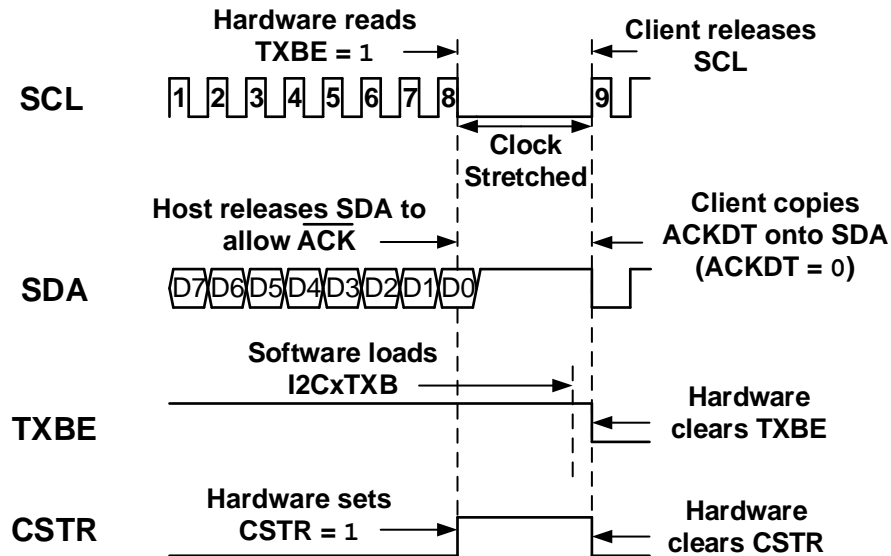 Hardware reads
TXBE = 1
Client releases
SCL
SCL
1 2 3 4 5 6 7 8 9
Clock
Stretched
Host releases SDA to
allow ACK
Client copies
ACKDT onto SDA
(ACKDT = 0)
SDA
D7 D6 D5 D4 D3 D2 D1 D0
Software loads
I2CxTXB
TXBE
Hardware
clears TXBE
Hardware sets
CSTR = 1
CSTR
Hardware
clears CSTR